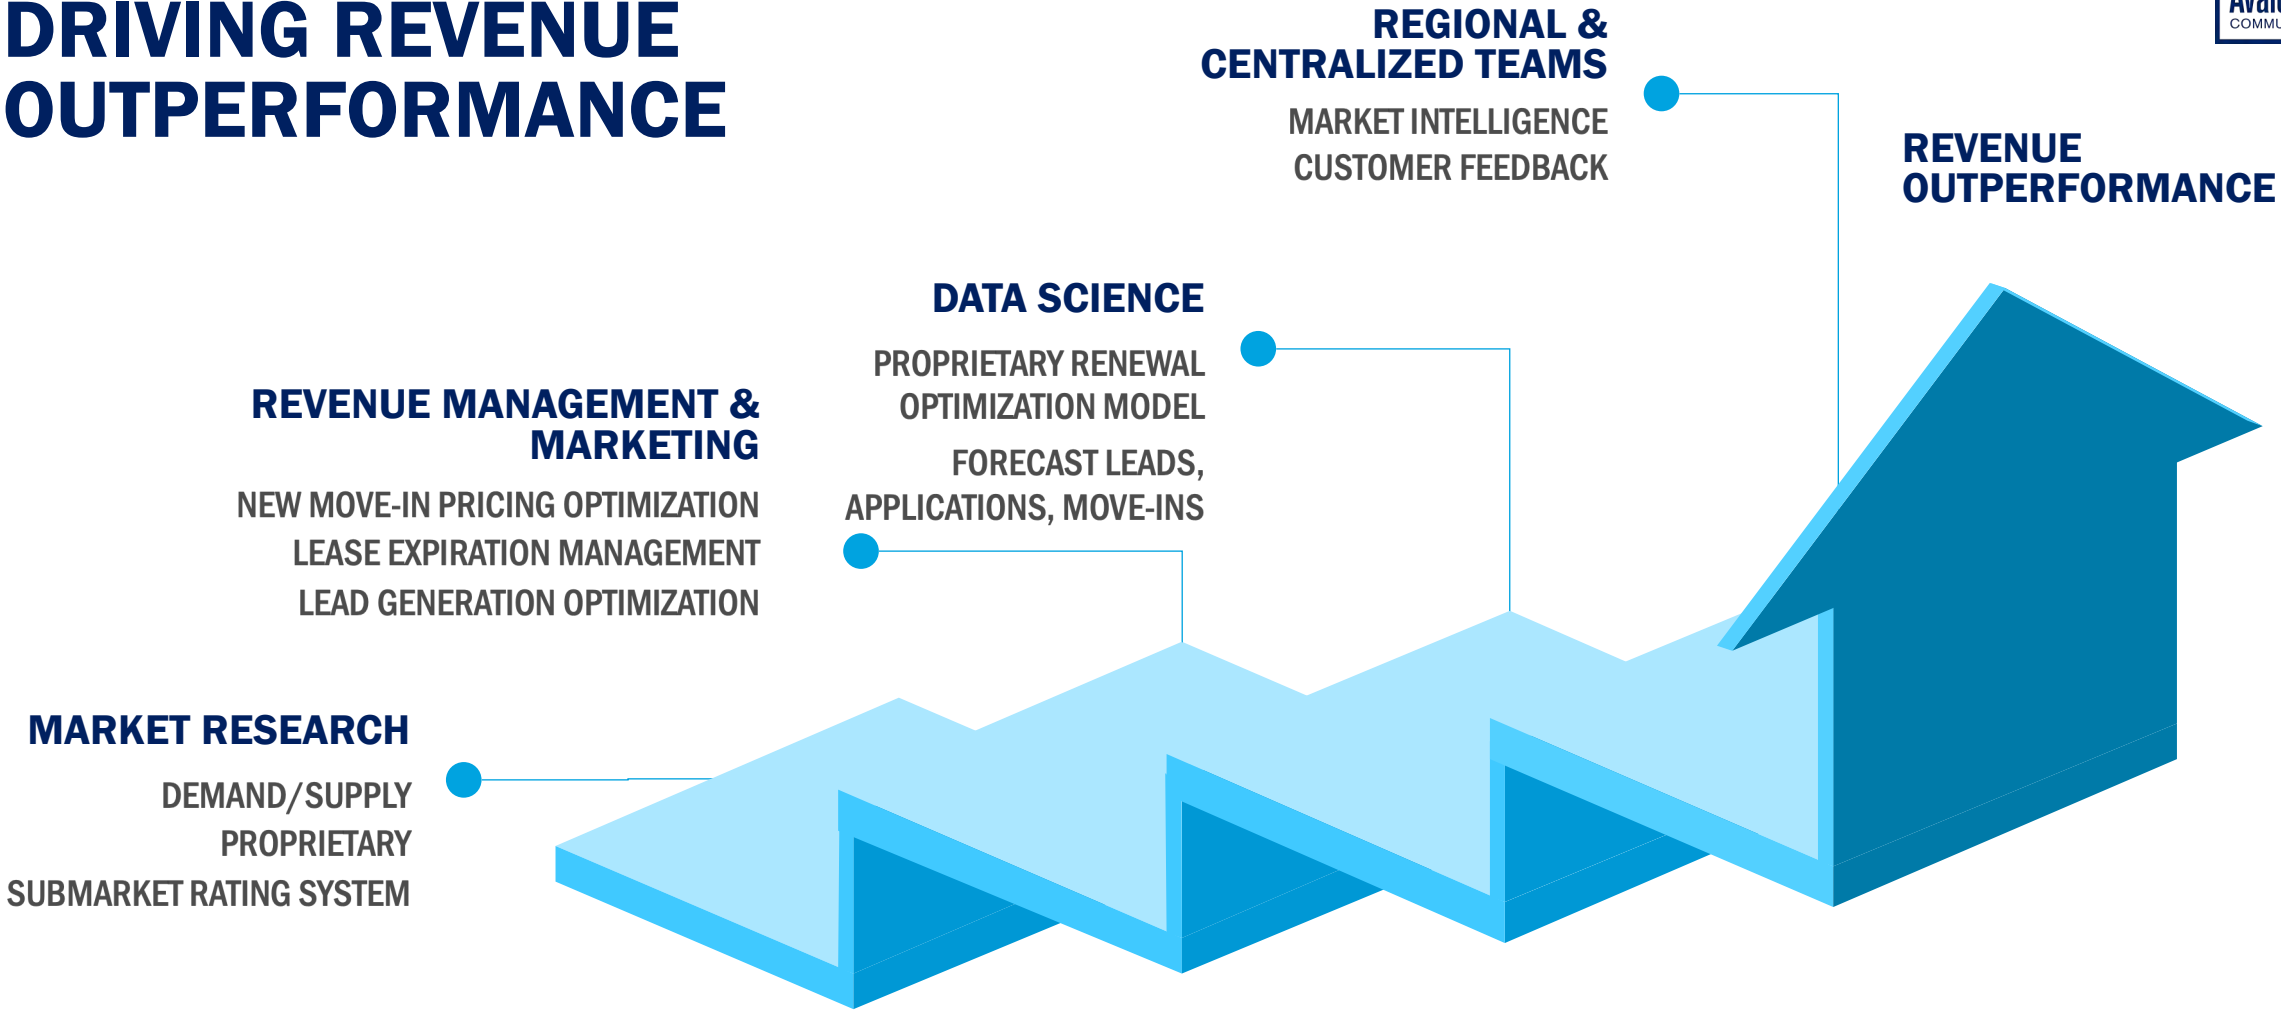 DRIVING REVENUE
OUTPERFORMANCE
REGIONAL &
CENTRALIZED TEAMS
MARKET INTELLIGENCE
CUSTOMER FEEDBACK
REVENUE
OUTPERFORMANCE
DATA SCIENCE
PROPRIETARY RENEWAL
OPTIMIZATION MODEL
FORECAST LEADS,
APPLICATIONS, MOVE-INS
REVENUE MANAGEMENT &
MARKETING
NEW MOVE-IN PRICING OPTIMIZATION
LEASE EXPIRATION MANAGEMENT
LEAD GENERATION OPTIMIZATION
MARKET RESEARCH
DEMAND/SUPPLY
PROPRIETARY
SUBMARKET RATING SYSTEM